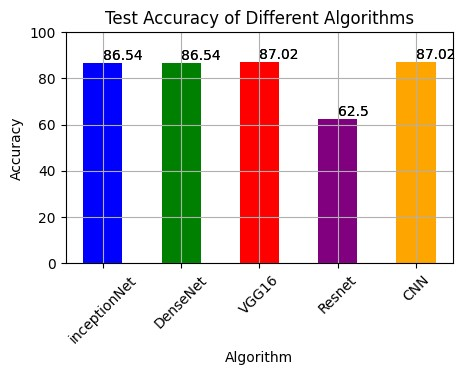 Test Accuracy of Different Algorithms
100
80
60
40
20
0
Accuracy
86.54
86.54
87.02
62.5
87.02
inceptionNet
DenseNet
VGG16
Resnet
CNN
Algorithm